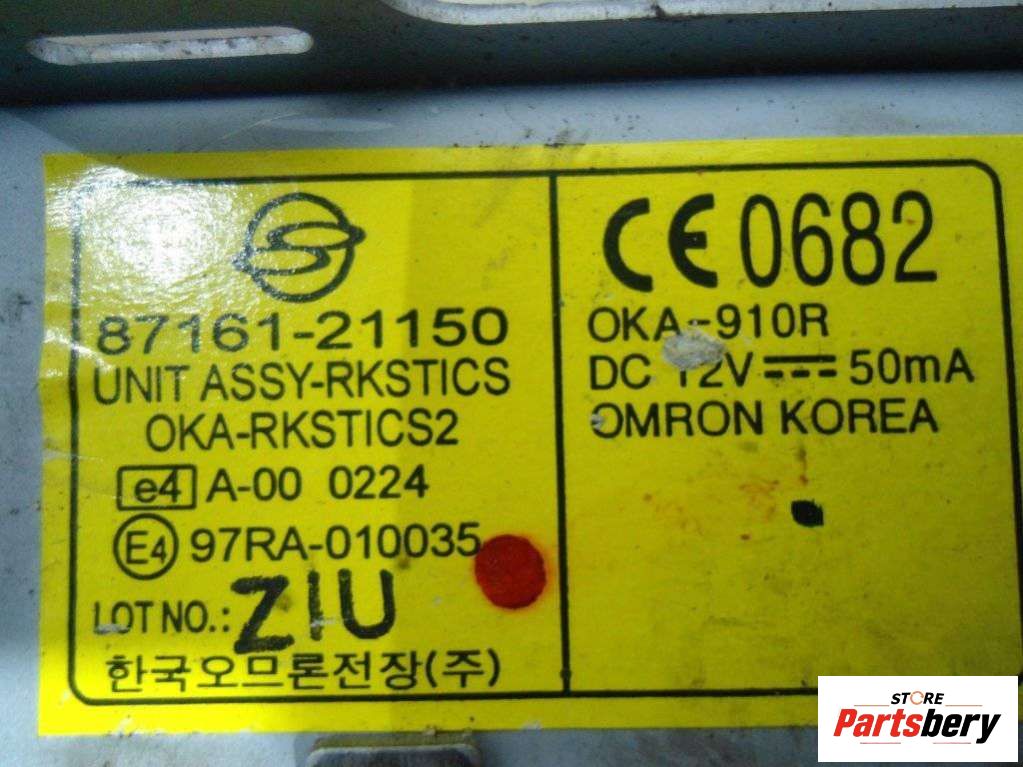 87161-21150
UNIT ASSY-RKSTICS
OKA-RKSTICS2
e4 A-00 0224
E4 97RA-010035
LOT NO.: ZIU
한국오므론전장(주)
CE 0682
OKA-910R
DC 12V 50mA
OMRON KOREA
STORE
Partsbery